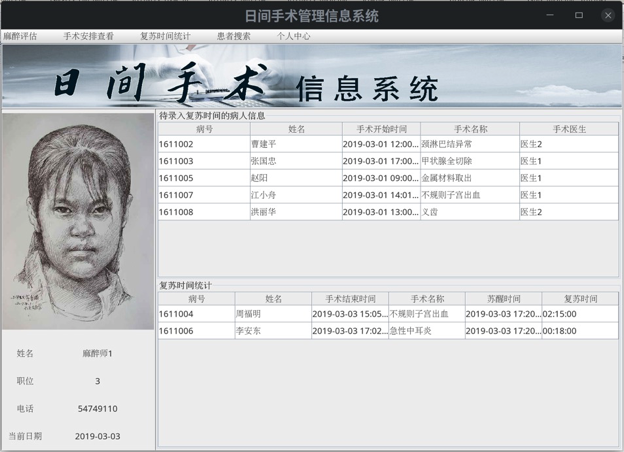 日间手术管理信息系统
麻醉评估 手术安排查看 复苏时间统计 患者搜索 个人中心
日间手术 信息系统
待录入复苏时间的病人信息
病号 姓名 手术开始时间 手术名称 手术医生
1611002 曹建平 2019-03-01 12:00... 颈淋巴结异常 医生2
1611003 张国忠 2019-03-01 17:00... 甲状腺全切除 医生1
1611005 赵阳 2019-03-01 09:00... 金属材料取出 医生1
1611007 江小舟 2019-03-01 14:01... 不规则子宫出血 医生1
1611008 洪丽华 2019-03-01 13:00... 义齿 医生2
复苏时间统计
病号 姓名 手术结束时间 手术名称 苏醒时间 复苏时间
1611004 周福明 2019-03-03 15:05... 不规则子宫出血 2019-03-03 17:20... 02:15:00
1611006 李安东 2019-03-03 17:02... 急性中耳炎 2019-03-03 17:20... 00:18:00
姓名 麻醉师1
职位 3
电话 54749110
当前日期 2019-03-03